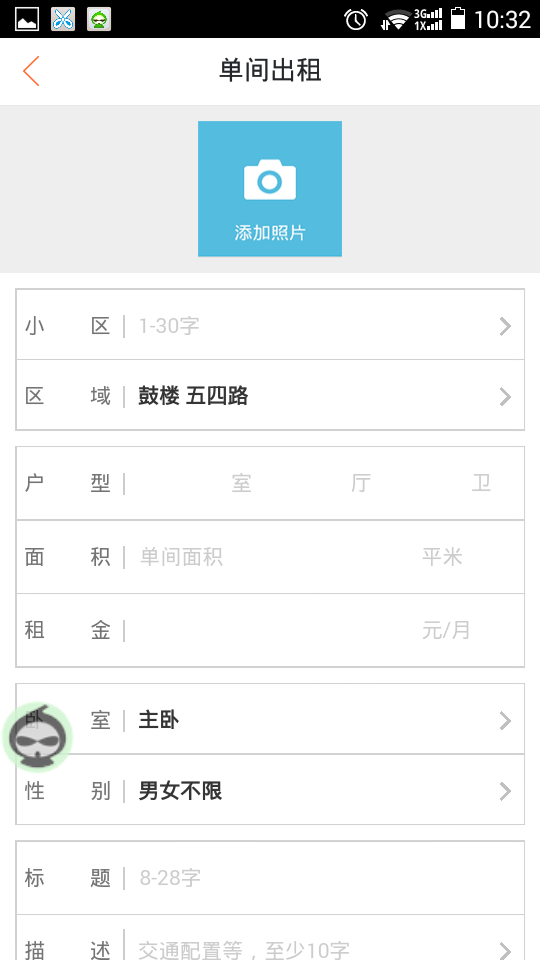 3G
1X
10:32
单间出租
添加照片
小 区 1-30字
区 域 鼓楼 五四路
户 型 室 厅 卫
面 积 单间面积 平米
租 金 元/月
卧 室 主卧
性 别 男女不限
标 题 8-28字
描 述 交通配置等，至少10字